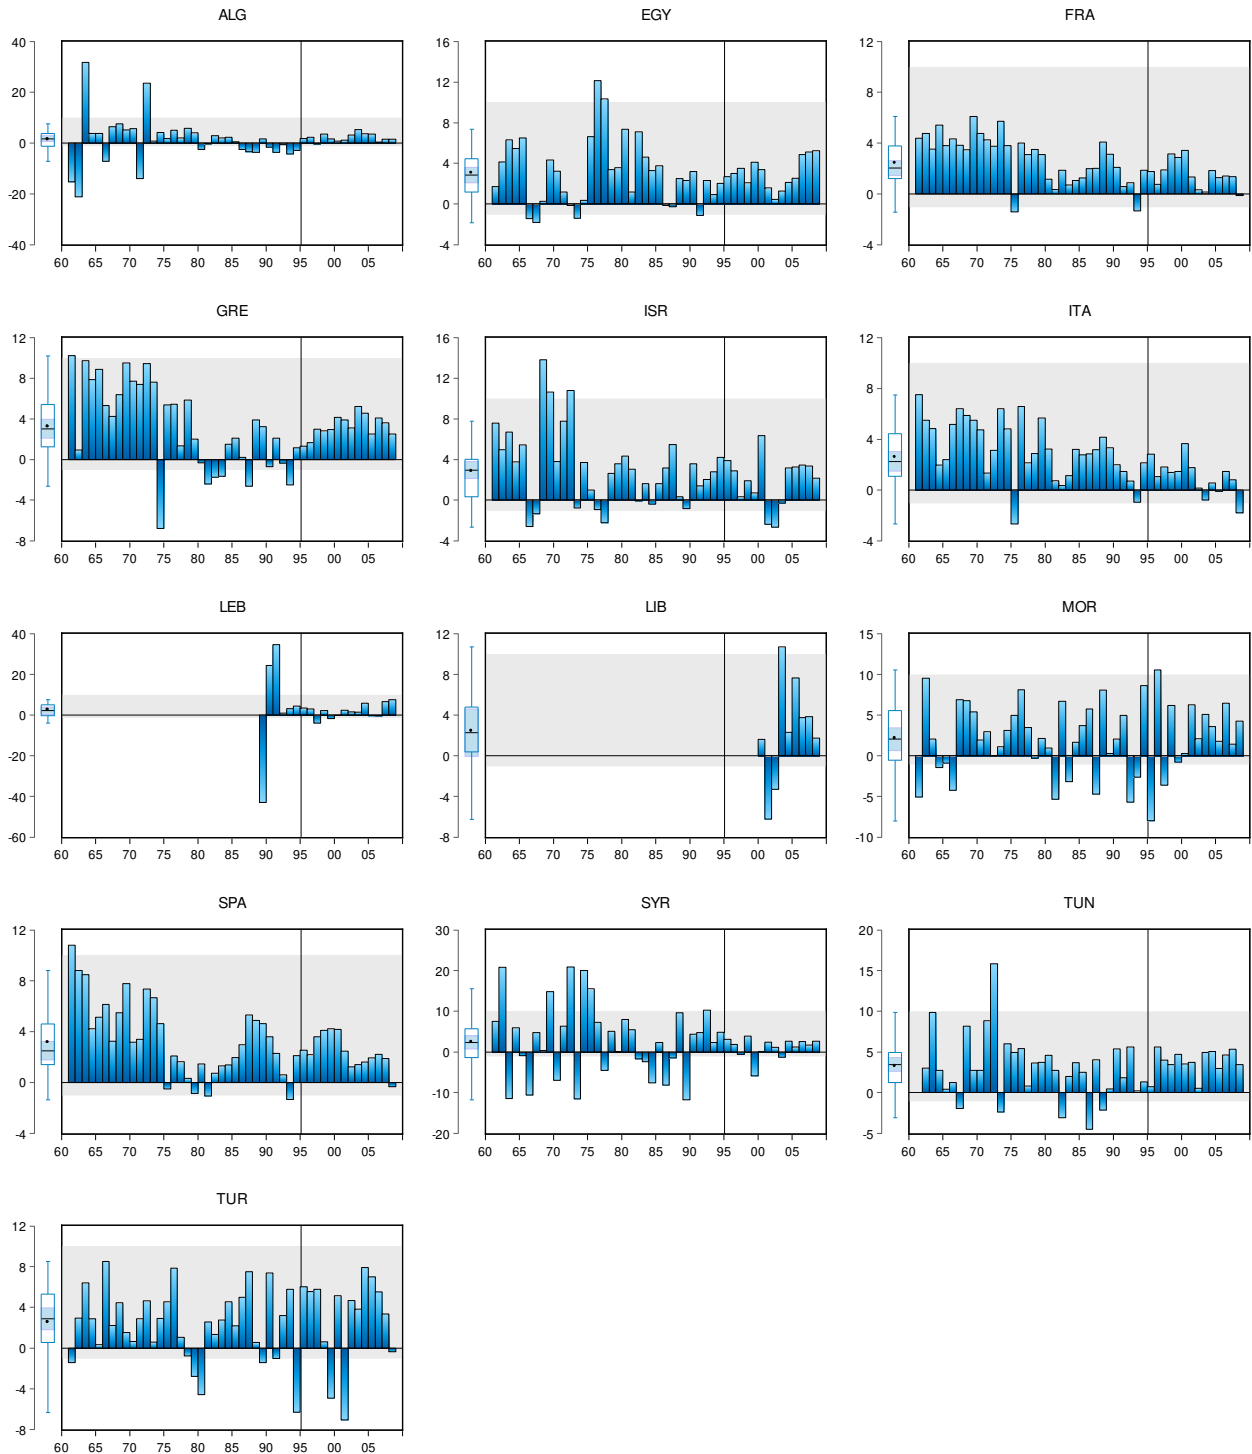 ALG EGY FRA
40 16 12
20 12 8
0 8 4
-20 4 0
-40 0 -4
-4
60 65 70 75 80 85 90 95 00 05 60 65 70 75 80 85 90 95 00 05 60 65 70 75 80 85 90 95 00 05
GRE ISR ITA
12 16 12
8 12 8
4 8 4
0 4 0
-4 0 -4
-8 -4
60 65 70 75 80 85 90 95 00 05 60 65 70 75 80 85 90 95 00 05 60 65 70 75 80 85 90 95 00 05
LEB LIB MOR
40 12 15
20 8 10
0 4 5
-20 0 0
-40 -4 -5
-60 -8 -10
60 65 70 75 80 85 90 95 00 05 60 65 70 75 80 85 90 95 00 05 60 65 70 75 80 85 90 95 00 05
SPA SYR TUN
12 30 20
8 20 15
4 10 10
0 0 5
-4 -10 0
-20 -5
60 65 70 75 80 85 90 95 00 05 60 65 70 75 80 85 90 95 00 05 60 65 70 75 80 85 90 95 00 05
TUR
12
8
4
0
-4
-8
60 65 70 75 80 85 90 95 00 05